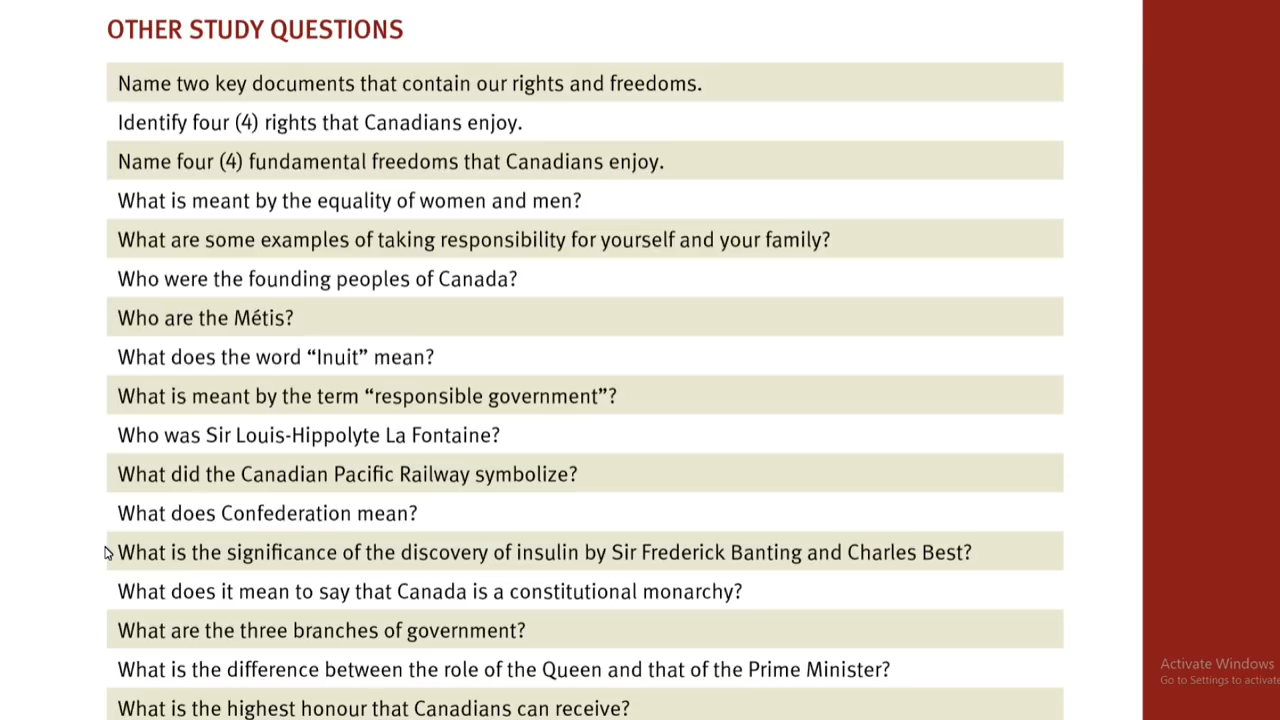 OTHER STUDY QUESTIONS
Name two key documents that contain our rights and freedoms.
Identify four (4) rights that Canadians enjoy.
Name four (4) fundamental freedoms that Canadians enjoy.
What is meant by the equality of women and men?
What are some examples of taking responsibility for yourself and your family?
Who were the founding peoples of Canada?
Who are the Métis?
What does the word “Inuit” mean?
What is meant by the term “responsible government”?
Who was Sir Louis-Hippolyte La Fontaine?
What did the Canadian Pacific Railway symbolize?
What does Confederation mean?
What is the significance of the discovery of insulin by Sir Frederick Banting and Charles Best?
What does it mean to say that Canada is a constitutional monarchy?
What are the three branches of government?
What is the difference between the role of the Queen and that of the Prime Minister?
Activate Windows
Go to Settings to activate
What is the highest honour that Canadians can receive?